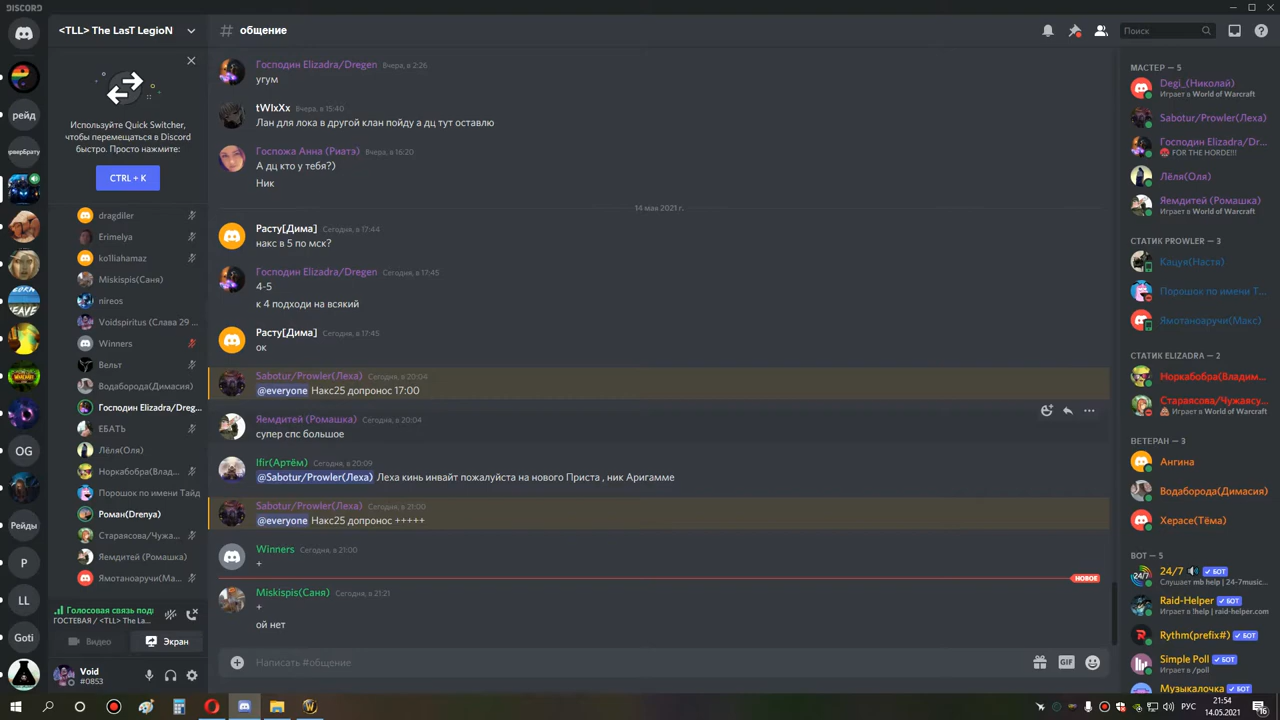 DISCORD
<TLL> The LasT LegioN
# общение
Поиск
рейд
Используйте Quick Switcher,
чтобы перемещаться в Discord
быстро. Просто нажмите:
CTRL + K
OG
Рейды
P
LL
Goti
dragdiler
Erimelya
ko1liahamaz
Miskispis(Саня)
nireos
Voidspiritus (Слава 29 ...
Winners
Вельт
Водаборода(Димасия)
Господин Elizadra/Dreg...
ЕБАТЬ
Лёля(Оля)
Норкабобра(Влад...
Порошок по имени Тайд
Роман(Drenya)
Стараясова/Чужа...
Яемдитей (Ромашка)
Ямотаноаручи(Ма...
Голосовая связь под
ГОСТЕВАЯ / <TLL> The La...
Видео
Экран
Void
#0853
Господин Elizadra/Dregen Вчера, в 2:26
угум
tWIxXx Вчера, в 15:40
Лан для лока в другой клан пойду а дц тут оставлю
Госпожа Анна (Риатэ) Вчера, в 16:20
А дц кто у тебя?)
Ник
14 мая 2021 г.
Расту[Дима] Сегодня, в 17:44
накс в 5 по мск?
Господин Elizadra/Dregen Сегодня, в 17:45
4-5
к 4 подходи на всякий
Расту[Дима] Сегодня, в 17:45
ок
Sabotur/Prowler(Леха) Сегодня, в 20:04
@everyone Накс25 допронос 17:00
Яемдитей (Ромашка) Сегодня, в 20:04
супер спс большое
Ifir(Артём) Сегодня, в 20:09
@Sabotur/Prowler(Леха) Леха кинь инвайт пожалуйста на нового Приста , ник Аригамме
Sabotur/Prowler(Леха) Сегодня, в 21:00
@everyone Накс25 допронос +++++
Winners Сегодня, в 21:00
+
НОВОЕ
Miskispis(Саня) Сегодня, в 21:21
+
ой нет
Написать #общение
GIF
МАСТЕР — 5
Degi_(Николай)
Играет в World of Warcraft
Sabotur/Prowler(Леха)
Господин Elizadra/Dr...
FOR THE HORDE!!!
Лёля(Оля)
Яемдитей (Ромашка)
Играет в World of Warcraft
СТАТИК PROWLER — 3
Кацуя(Настя)
Порошок по имени Т...
Ямотаноаручи(Макс)
СТАТИК ELIZADRA — 2
Норкабобра(Владим...
Стараясова/Чужаясу...
Играет в World of Warcraft
ВЕТЕРАН — 3
Ангина
Водаборода(Димасия)
Херасе(Тёма)
БОТ — 5
24/7 БОТ
Слушает mb help | 24-7music...
Raid-Helper БОТ
Играет в !help | raid-helper.com
Rythm(prefix#) БОТ
Simple Poll БОТ
Играет в /poll
Музыкалочка БОТ
РУС
21:54
14.05.2021
16